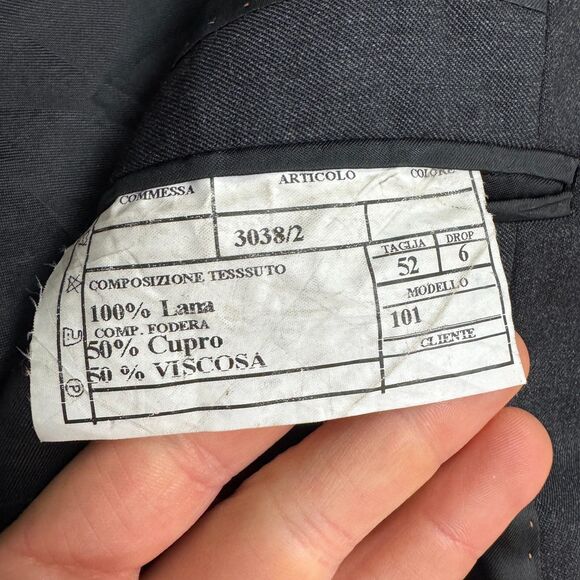 COMMESSA ARTICOLO COLORE
3038/2
TAGLIA DROP
52 6
COMPOSIZIONE TESSSUTO
MODELLO
100% Lana
101
COMP. FODERA
CLIENTE
50% Cupro
50 % VISCOSA
P